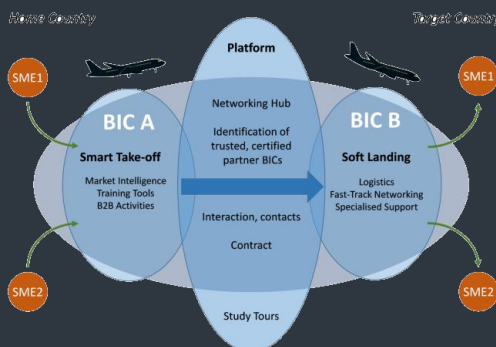 Home Country
Target Country
Platform
SME1
SME1
BIC A
BIC B
Networking Hub
Identification of
trusted, certified
partner BICs
Smart Take-off
Soft Landing
Market Intelligence
Training Tools
B2B Activities
Logistics
Fast-Track Networking
Specialised Support
Interaction, contacts
Contract
SME2
SME2
Study Tours